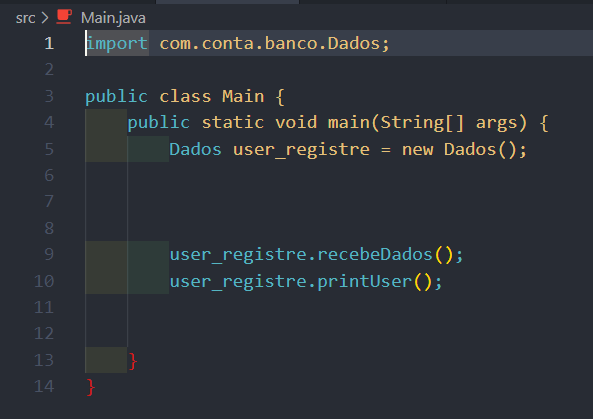 src > Main.java
1 import com.conta.banco.Dados;
2
3 public class Main {
4 public static void main(String[] args) {
5 Dados user_registre = new Dados();
6
7
8
9 user_registre.recebeDados();
10 user_registre.printUser();
11
12
13 }
14 }